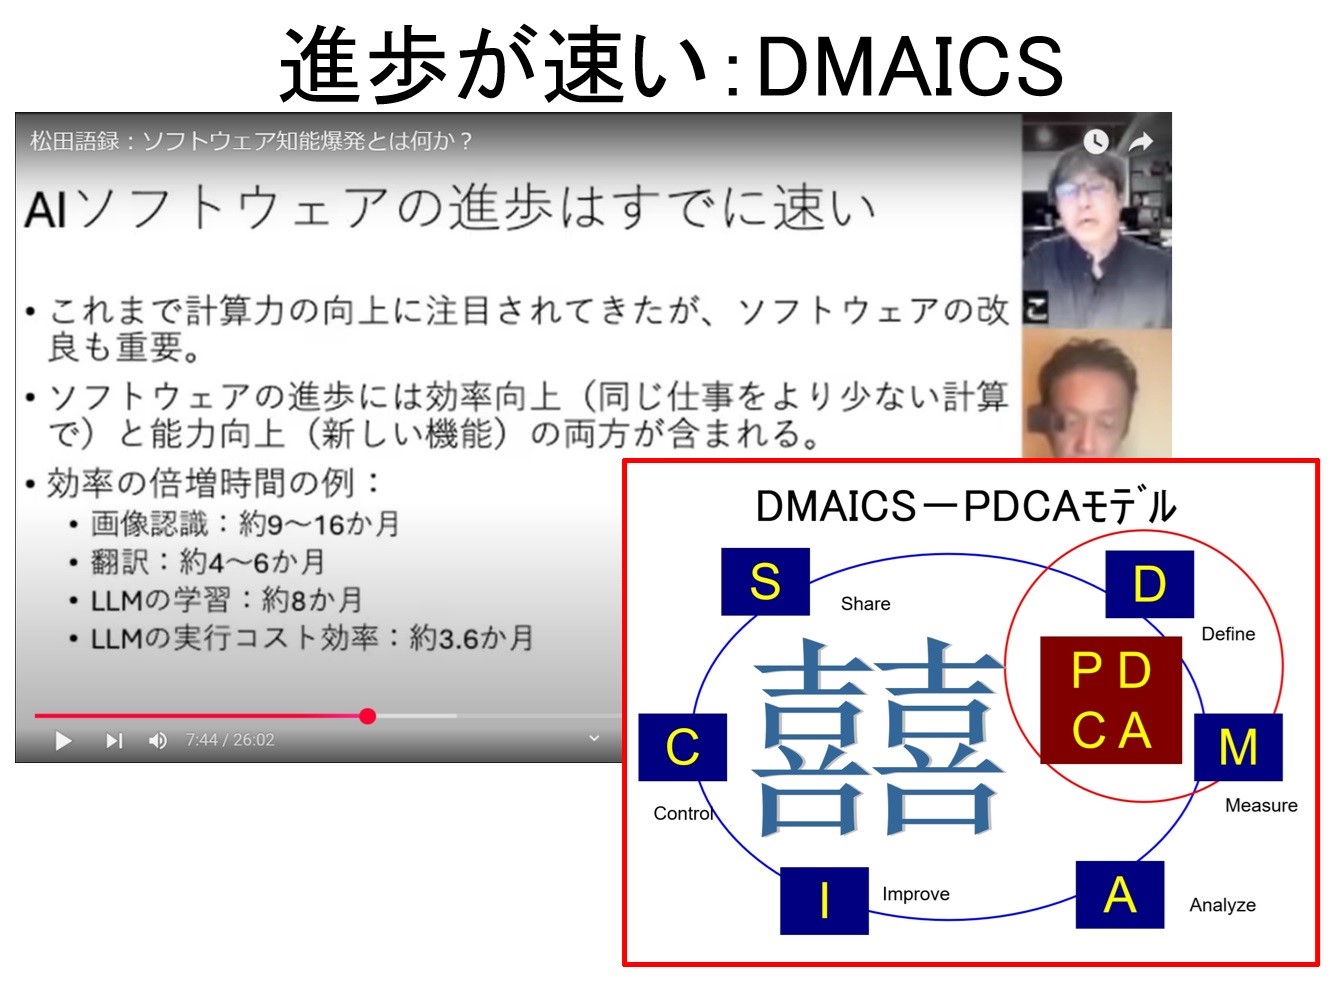 進歩が速い：DMAICS
松田語録：ソフトウェア知能爆発とは何か？
AIソフトウェアの進歩はすでに速い
• これまで計算力の向上に注目されてきたが、ソフトウェアの改
良も重要。
• ソフトウェアの進歩には効率向上（同じ仕事をより少ない計算
で）と能力向上（新しい機能）の両方が含まれる。
• 効率の倍増時間の例：
• 画像認識：約9～16か月
• 翻訳：約4～6か月
• LLMの学習：約8か月
• LLMの実行コスト効率：約3.6か月
7:44 / 26:02
こ
DMAICS－PDCAﾓﾃﾞﾙ
S
Share
D
Define
P D
C A
囍
C
Control
M
Measure
I
Improve
A
Analyze